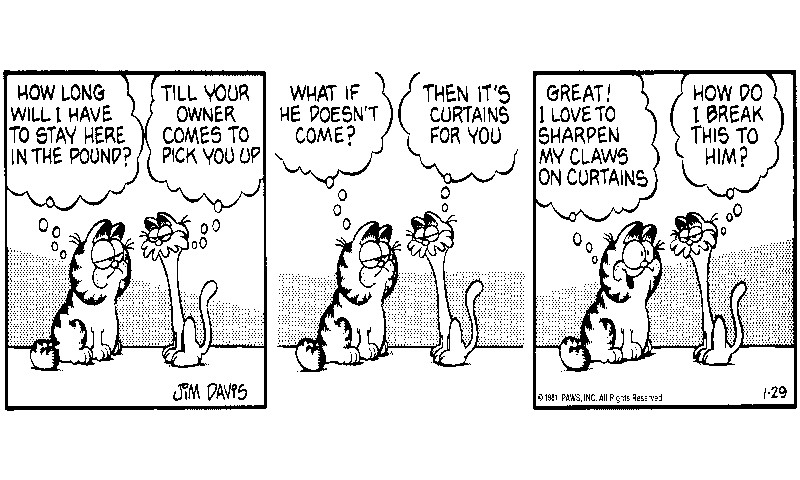 HOW LONG
WILL I HAVE
TO STAY HERE
IN THE POUND?
TILL YOUR
OWNER
COMES TO
PICK YOU UP
JIM DAVIS
WHAT IF
HE DOESN'T
COME?
THEN IT'S
CURTAINS
FOR YOU
GREAT!
I LOVE TO
SHARPEN
MY CLAWS
ON CURTAINS
HOW DO
I BREAK
THIS TO
HIM?
© 1981 PAWS, INC. All Rights Reserved
1-29